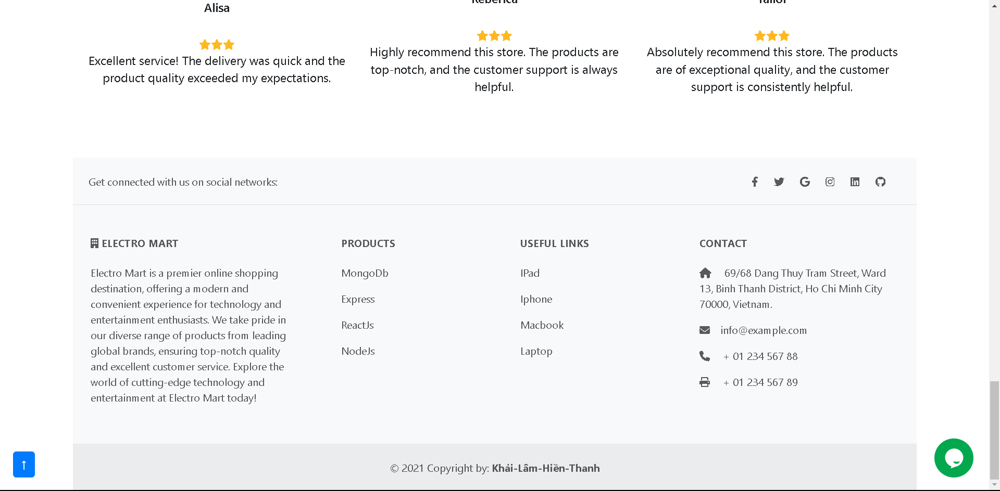 Alisa
Excellent service! The delivery was quick and the
product quality exceeded my expectations.
Reberica
Highly recommend this store. The products are
top-notch, and the customer support is always
helpful.
Tailor
Absolutely recommend this store. The products
are of exceptional quality, and the customer
support is consistently helpful.
Get connected with us on social networks:
ELECTRO MART
Electro Mart is a premier online shopping
destination, offering a modern and
convenient experience for technology and
entertainment enthusiasts. We take pride in
our diverse range of products from leading
global brands, ensuring top-notch quality
and excellent customer service. Explore the
world of cutting-edge technology and
entertainment at Electro Mart today!
PRODUCTS
MongoDb
Express
ReactJs
NodeJs
USEFUL LINKS
IPad
Iphone
Macbook
Laptop
CONTACT
69/68 Dang Thuy Tram Street, Ward
13, Binh Thanh District, Ho Chi Minh City
70000, Vietnam.
info@example.com
+ 01 234 567 88
+ 01 234 567 89
© 2021 Copyright by: Khải-Lâm-Hiền-Thanh